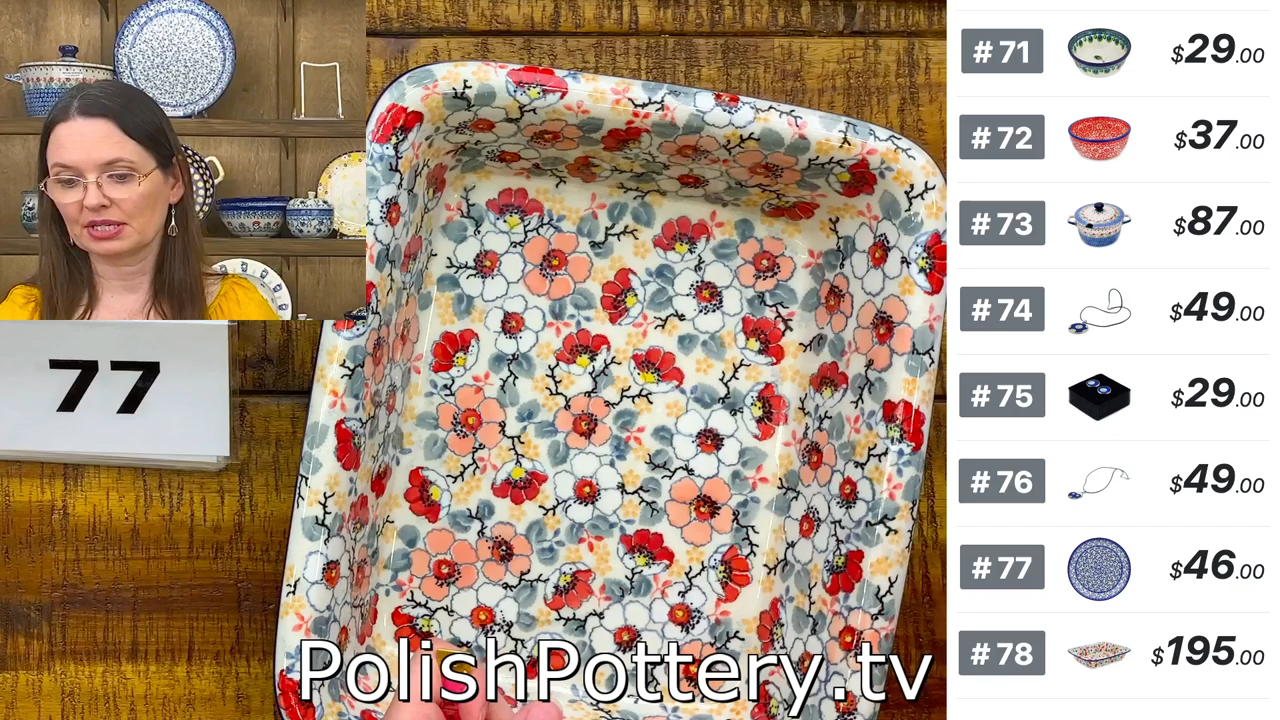 77
PolishPottery.tv
# 71 $29.00
# 72 $37.00
# 73 $87.00
# 74 $49.00
# 75 $29.00
# 76 $49.00
# 77 $46.00
# 78 $195.00